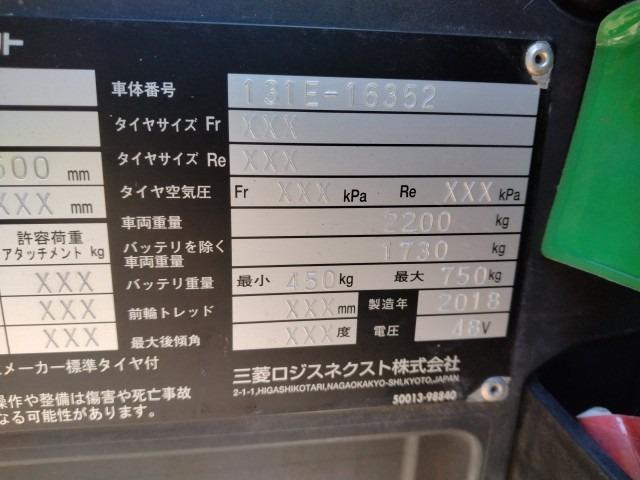 車体番号 131E-16352
タイヤサイズ Fr XXX
タイヤサイズ Re XXX
600 mm タイヤ空気圧 Fr XXX kPa Re XXX kPa
XXX mm 車両重量 2200 kg
許容荷重 バッテリを除く 1730 kg
アタッチメント kg 車両重量
XXX バッテリ重量 最小 450 kg 最大 750 kg
XXX 前輪トレッド XXX mm 製造年 2018
XXX 最大後傾角 XXX 度 電圧 48 V
メーカー標準タイヤ付
三菱ロジスネクスト株式会社
2-1-1, HIGASHIKOTARI, NAGAOKAKYO-SHI, KYOTO, JAPAN
操作や整備は傷害や死亡事故
なる可能性があります。
50013-98840